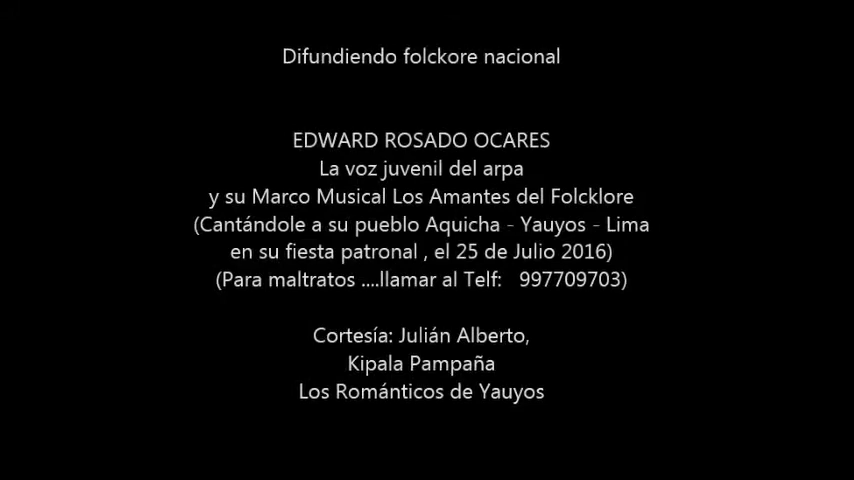 Difundiendo folckore nacional
EDWARD ROSADO OCARES
La voz juvenil del arpa
y su Marco Musical Los Amantes del Folcklore
(Cantándole a su pueblo Aquicha - Yauyos - Lima
en su fiesta patronal , el 25 de Julio 2016)
(Para maltratos ....llamar al Telf:   997709703)
Cortesía: Julián Alberto,
Kipala Pampaña
Los Románticos de Yauyos